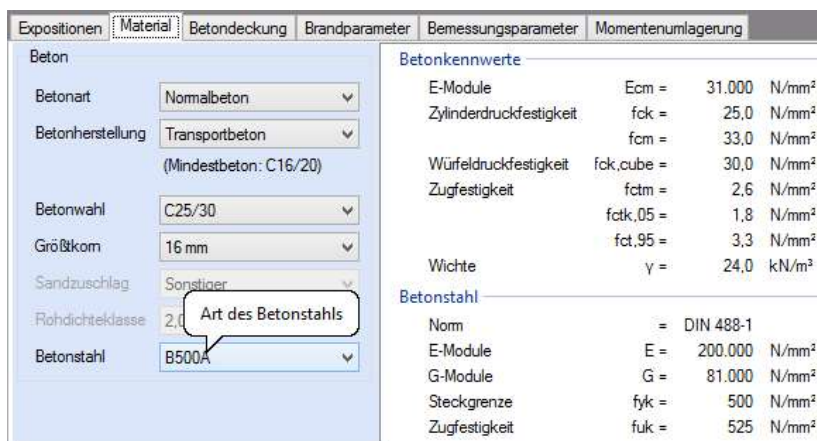 Expositionen Material Betondeckung Brandparameter Bemessungsparameter Momentenumlagerung
Beton
Betonart Normalbeton
Betonherstellung Transportbeton
(Mindestbeton: C16/20)
Betonwahl C25/30
Größtkorn 16 mm
Sandzuschlag Sonstiger
Rohdichteklasse 2,0
Art des Betonstahls
Betonstahl B500A
Betonkennwerte
E-Module Ecm = 31.000 N/mm²
Zylinderdruckfestigkeit fck = 25,0 N/mm²
fcm = 33,0 N/mm²
Würfeldruckfestigkeit fck,cube = 30,0 N/mm²
Zugfestigkeit fctm = 2,6 N/mm²
fctk,05 = 1,8 N/mm²
fct,95 = 3,3 N/mm²
Wichte γ = 24,0 kN/m³
Betonstahl
Norm = DIN 488-1
E-Module E = 200.000 N/mm²
G-Module G = 81.000 N/mm²
Steckgrenze fyk = 500 N/mm²
Zugfestigkeit fuk = 525 N/mm²